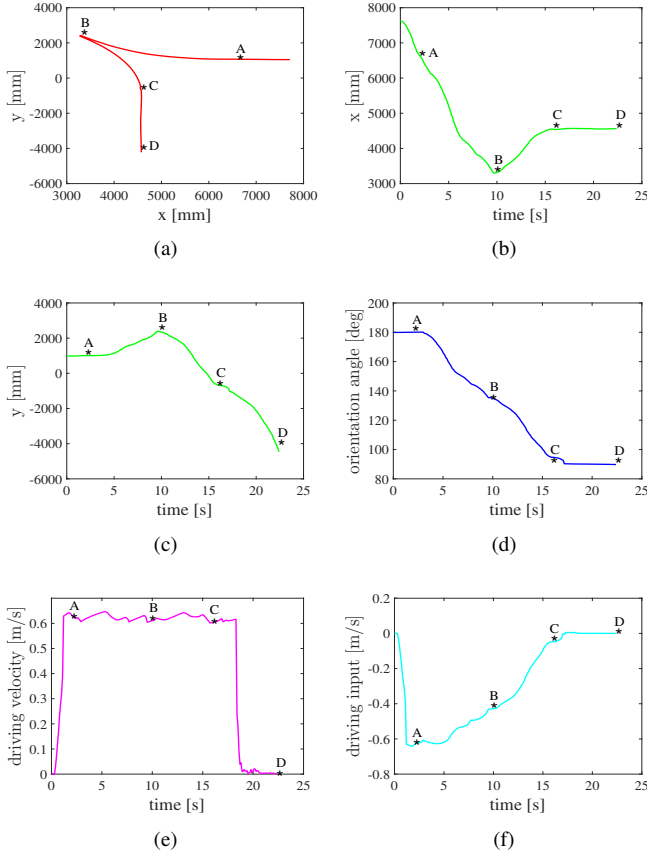 4000
2000
0
-2000
-4000
-6000
y [mm]
B
A
C
D
3000 4000 5000 6000 7000 8000
x [mm]
(a)
8000
7000
6000
5000
4000
3000
x [mm]
A
B
C
D
0 5 10 15 20 25
time [s]
(b)
4000
2000
0
-2000
-4000
-6000
y [mm]
A
B
C
D
0 5 10 15 20 25
time [s]
(c)
200
180
160
140
120
100
80
orientation angle [deg]
A
B
C
D
0 5 10 15 20 25
time [s]
(d)
0.6
0.5
0.4
0.3
0.2
0.1
0
driving velocity [m/s]
A
B
C
D
0 5 10 15 20 25
time [s]
(e)
0.2
0
-0.2
-0.4
-0.6
-0.8
driving input [m/s]
A
B
C
D
0 5 10 15 20 25
time [s]
(f)